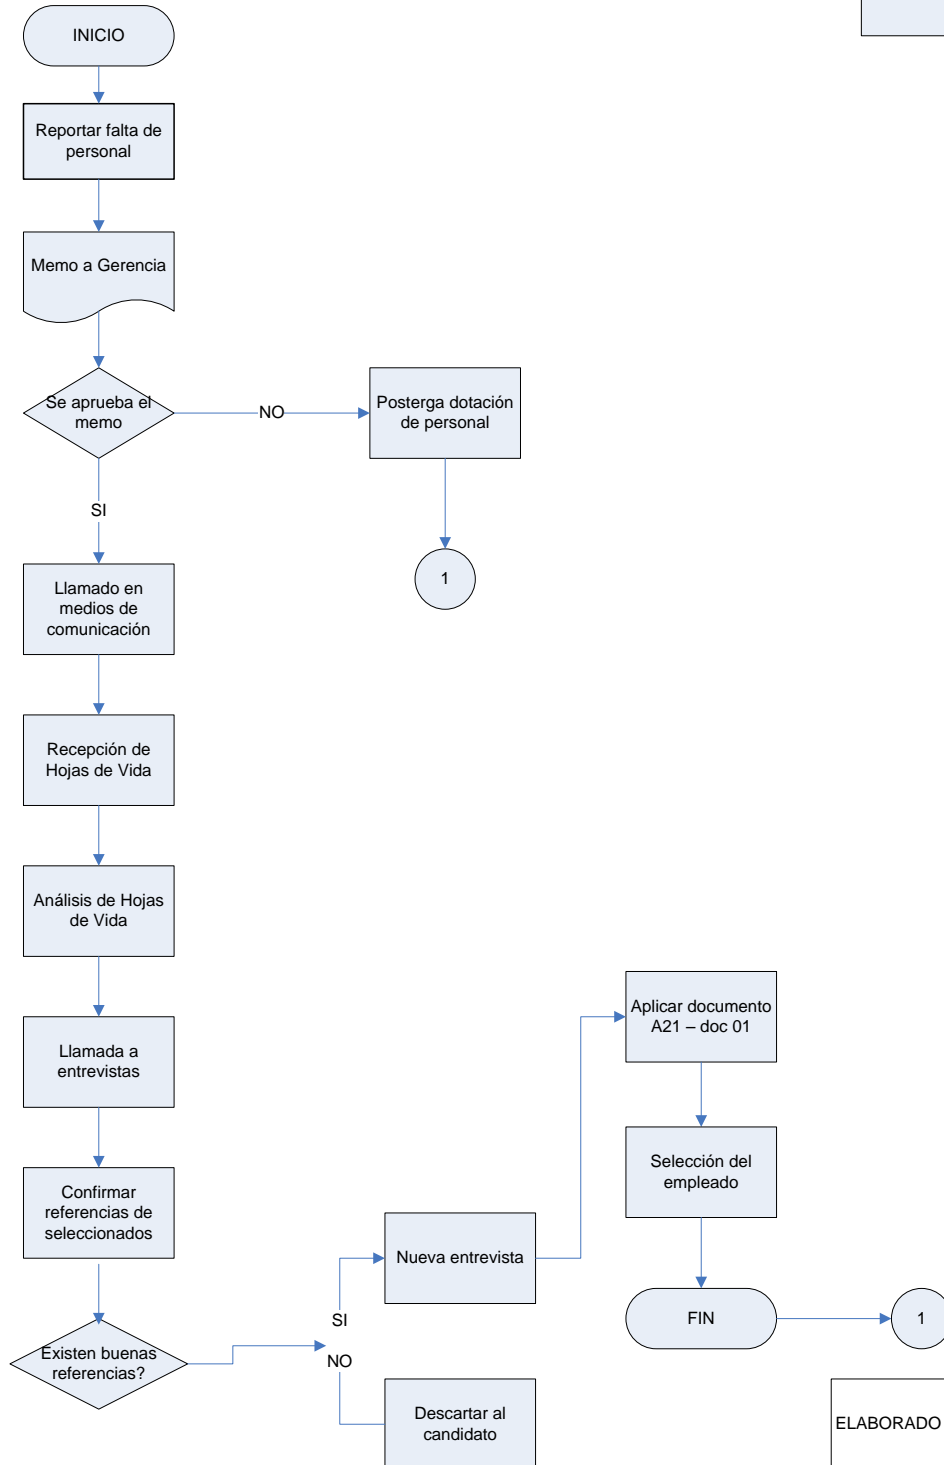 INICIO
Reportar falta de
personal
Memo a Gerencia
Se aprueba el
memo
NO
Posterga dotación
de personal
SI
1
Llamado en
medios de
comunicación
Recepción de
Hojas de Vida
Análisis de Hojas
de Vida
Llamada a
entrevistas
Confirmar
referencias de
seleccionados
Existen buenas
referencias?
SI
NO
Nueva entrevista
Descartar al
candidato
Aplicar documento
A21 – doc 01
Selección del
empleado
FIN
1
ELABORADO